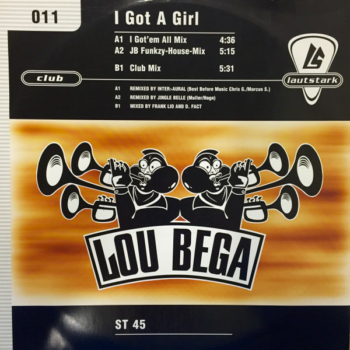 011
I Got A Girl
A1 I Got'em All Mix 4:36
A2 JB Funkzy-House-Mix 5:15
B1 Club Mix 5:31
club
lautstark
A1 REMIXED BY INTER-AURAL (Best Before Music Chris G./Marcus S.)
A2 REMIXED BY JINGLE BELLE (Moller/Hage)
B1 MIXED BY FRANK LIO AND D. FACT
LOU BEGA
ST 45